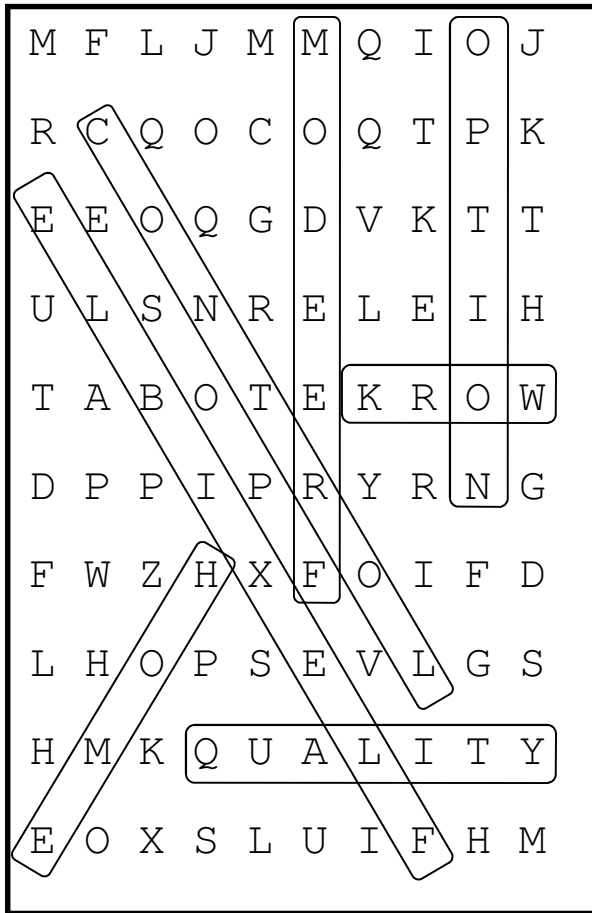 M F L J M M Q I O J
R C Q O C O Q T P K
E E O Q G D V K T T
U L S N R E L E I H
T A B O T E K R O W
D P P I P R Y R N G
F W Z H X F O I F D
L H O P S E V L G S
H M K Q U A L I T Y
E O X S L U I F H M